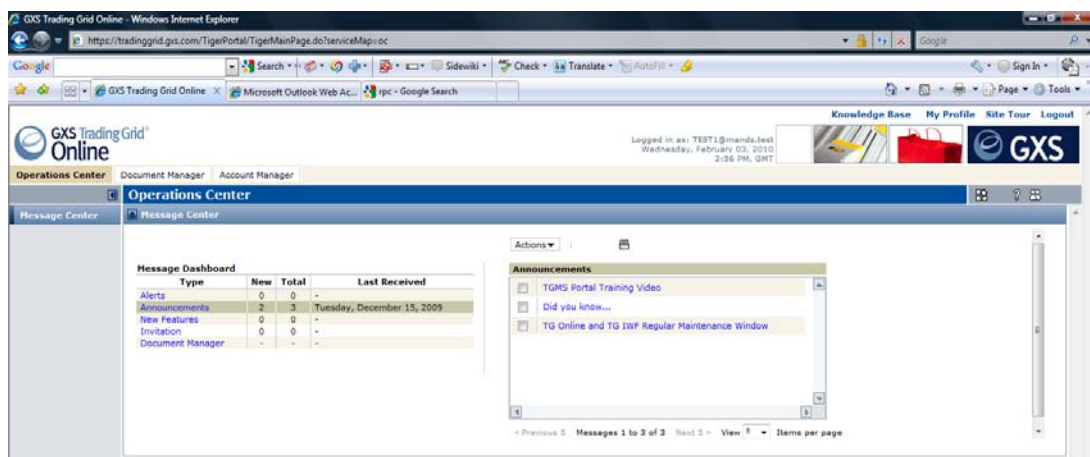 GXS Trading Grid Online - Windows Internet Explorer
https://tradinggrid.gxs.com/TigerPortal/TigerMainPage.do?serviceMap=oc
Google
Google Search Sidewiki Check Translate AutoFill Sign In
GXS Trading Grid Online Microsoft Outlook Web Ac... rpc - Google Search Page Tools
Knowledge Base My Profile Site Tour Logout
GXS Trading Grid®
Online
Logged in as: TEST1@mands.test
Wednesday, February 03, 2010
2:56 PM, GMT
GXS
Operations Center Document Manager Account Manager
Operations Center
Message Center Message Center
Actions
Message Dashboard
Type New Total Last Received
Alerts 0 0 -
Announcements 2 3 Tuesday, December 15, 2009
New Features 0 0 -
Invitation 0 0 -
Document Manager - - -
Announcements
TGMS Portal Training Video
Did you know...
TG Online and TG IWF Regular Maintenance Window
< Previous 5 Messages 1 to 3 of 3 Next 5 > View 5 Items per page